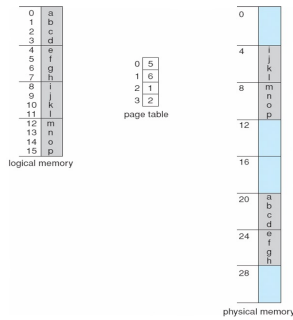 0 a
1 b
2 c
3 d
4 e
5 f
6 g
7 h
8 i
9 j
10 k
11 l
12 m
13 n
14 o
15 p
logical memory
0 5
1 6
2 1
3 2
page table
0
4 i
j
k
l
8 m
n
o
p
12
16
20 a
b
c
d
24 e
f
g
h
28
physical memory